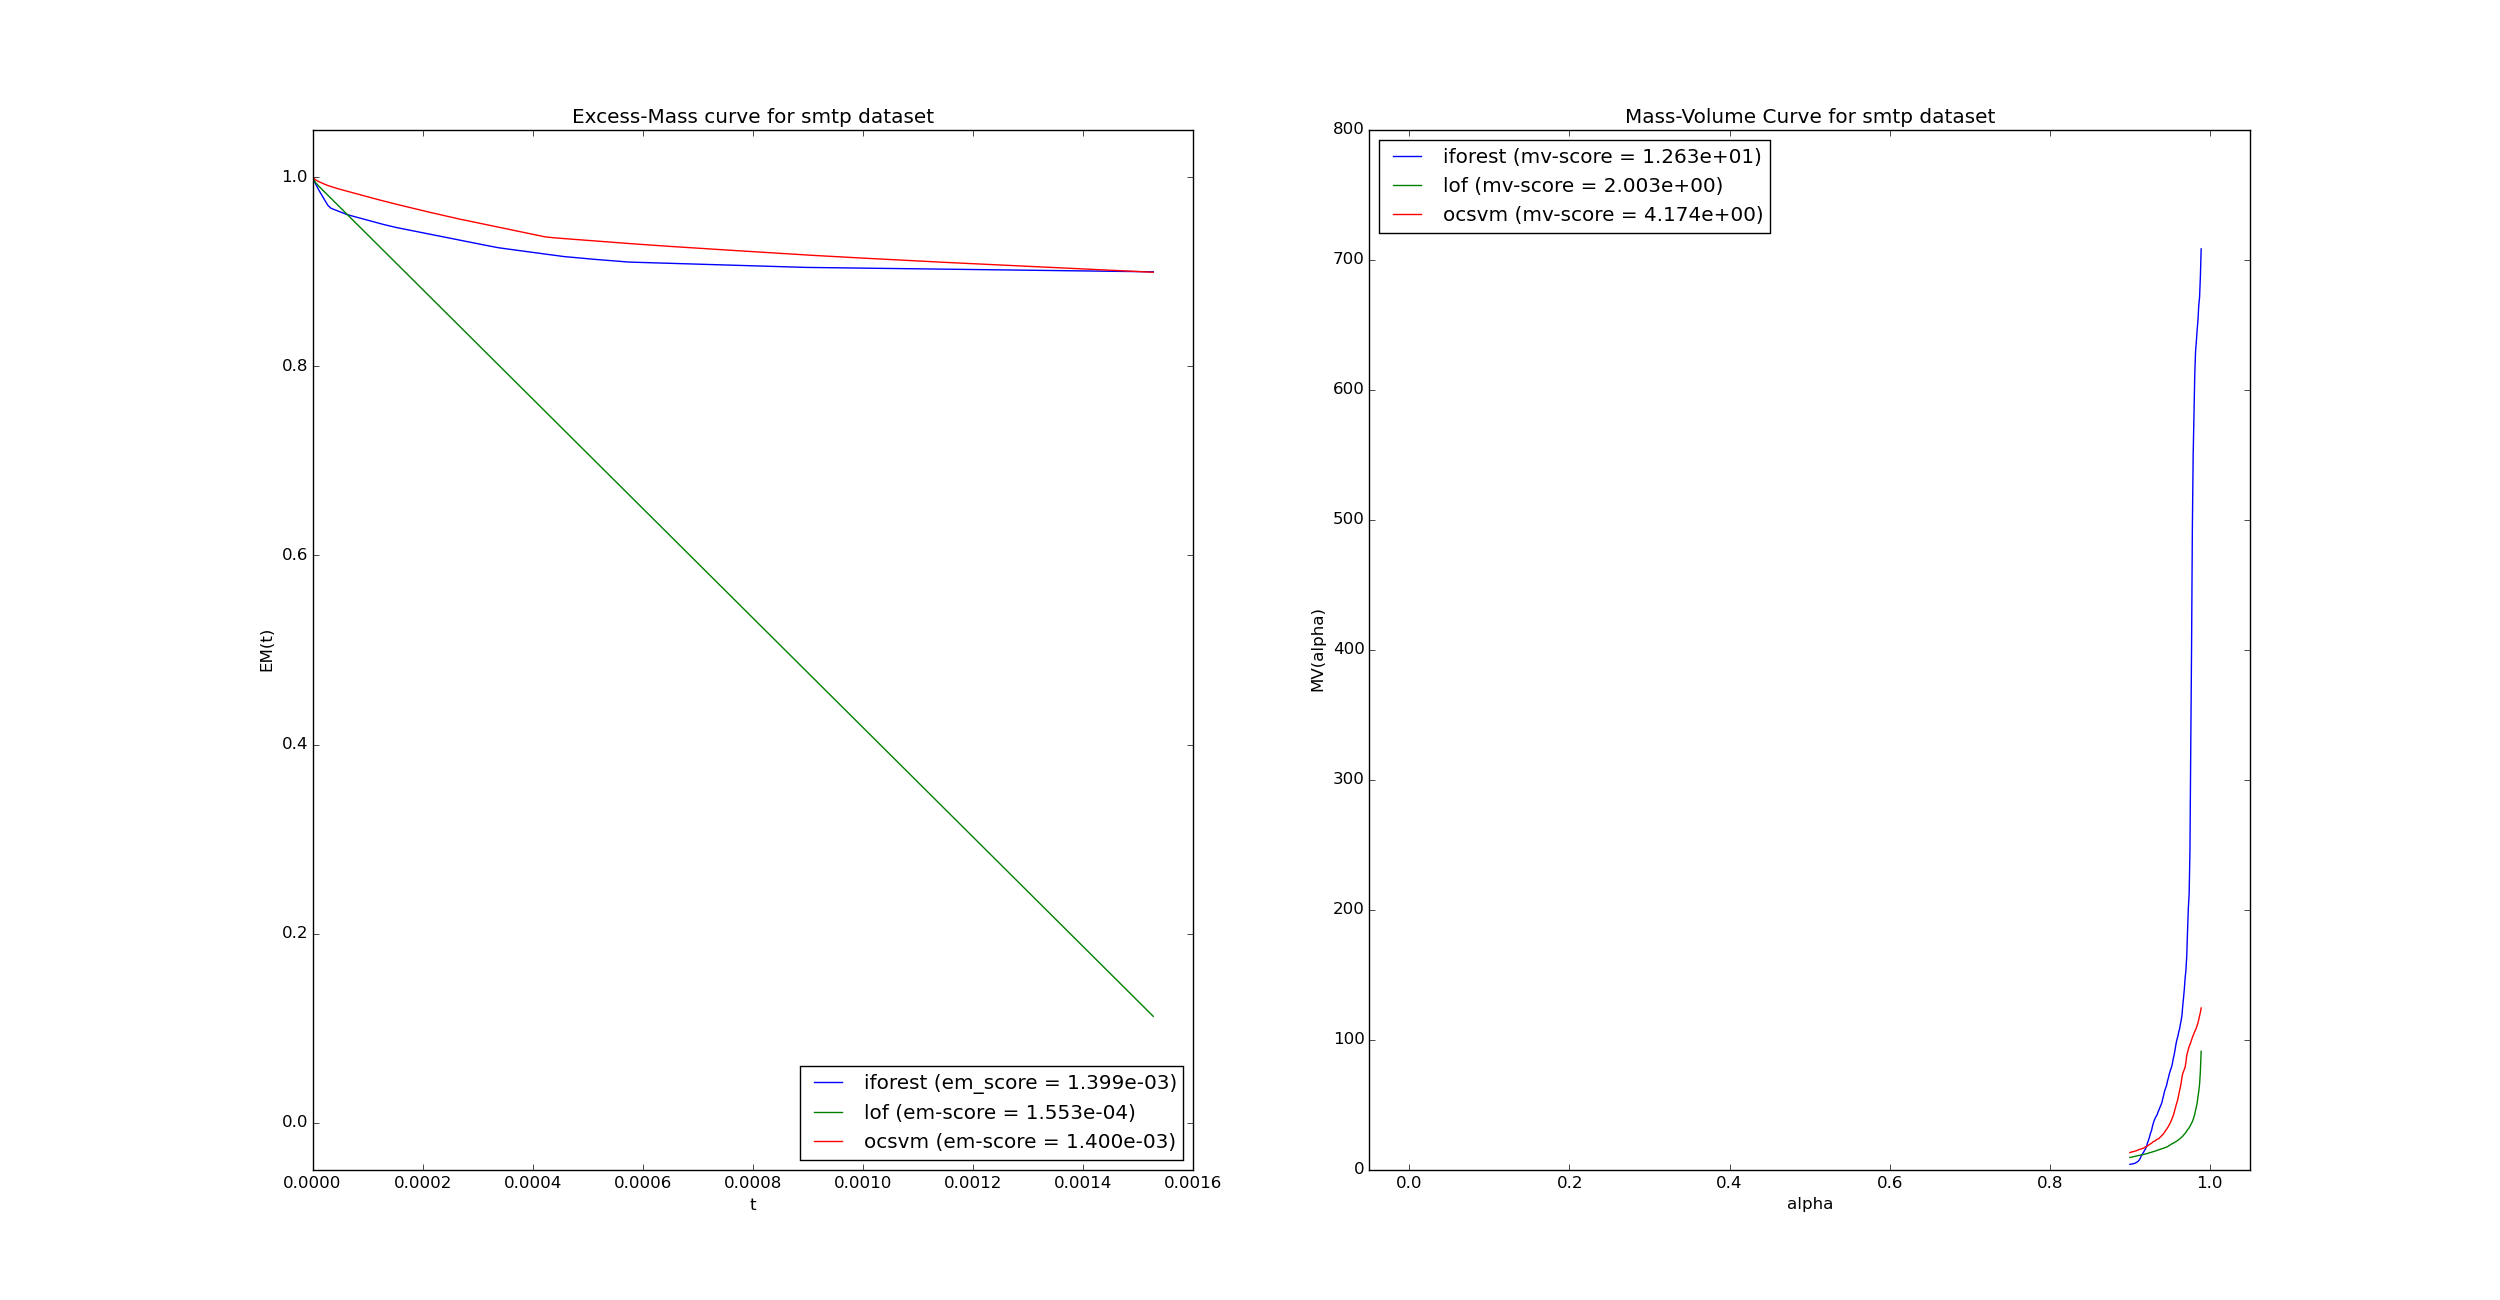 Excess-Mass curve for smtp dataset
1.0
0.8
0.6
0.4
0.2
0.0
EM(t)
iforest (em_score = 1.399e-03)
lof (em-score = 1.553e-04)
ocsvm (em-score = 1.400e-03)
0.0000 0.0002 0.0004 0.0006 0.0008 0.0010 0.0012 0.0014 0.0016
t
Mass-Volume Curve for smtp dataset
800
700
600
500
400
300
200
100
0
MV(alpha)
iforest (mv-score = 1.263e+01)
lof (mv-score = 2.003e+00)
ocsvm (mv-score = 4.174e+00)
0.0 0.2 0.4 0.6 0.8 1.0
alpha